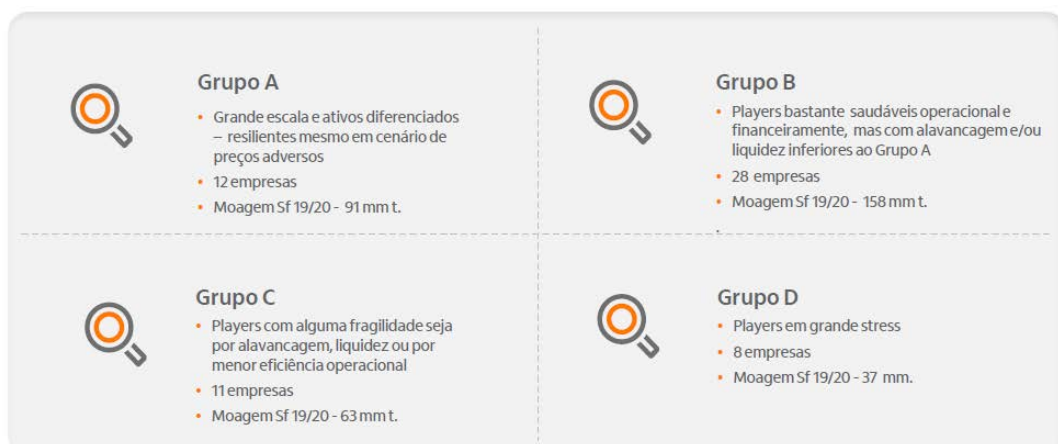 Grupo A
• Grande escala e ativos diferenciados
– resilientes mesmo em cenário de
preços adversos
• 12 empresas
• Moagem Sf 19/20 - 91 mm t.
Grupo B
• Players bastante saudáveis operacional e
financeiramente, mas com alavancagem e/ou
liquidez inferiores ao Grupo A
• 28 empresas
• Moagem Sf 19/20 - 158 mm t.
.
Grupo C
• Players com alguma fragilidade seja
por alavancagem, liquidez ou por
menor eficiência operacional
• 11 empresas
• Moagem Sf 19/20 - 63 mm t.
Grupo D
• Players em grande stress
• 8 empresas
• Moagem Sf 19/20 - 37 mm.